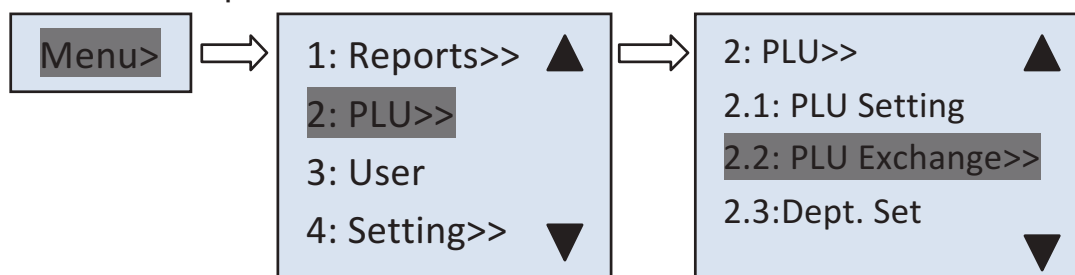 Menu>
1: Reports>>
2: PLU>>
3: User
4: Setting>>
2: PLU>>
2.1: PLU Setting
2.2: PLU Exchange>>
2.3:Dept. Set